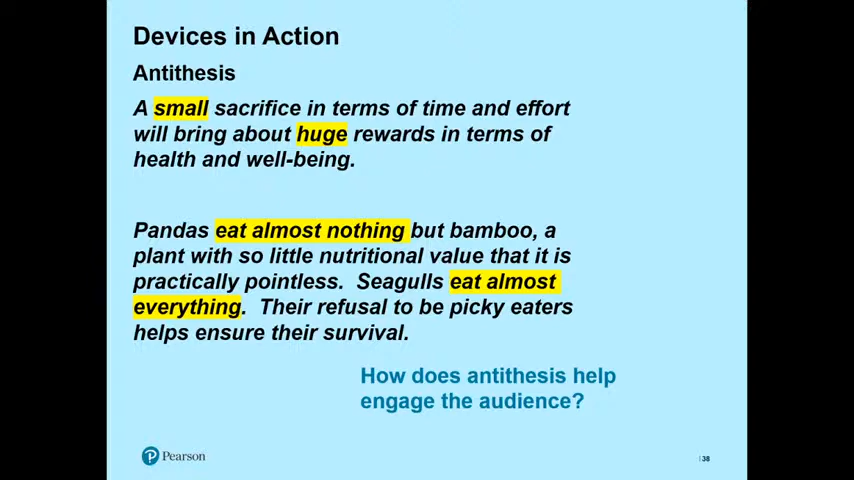 Devices in Action
Antithesis
A small sacrifice in terms of time and effort
will bring about huge rewards in terms of
health and well-being.
Pandas eat almost nothing but bamboo, a
plant with so little nutritional value that it is
practically pointless.  Seagulls eat almost
everything.  Their refusal to be picky eaters
helps ensure their survival.
How does antithesis help
engage the audience?
Pearson
| 38